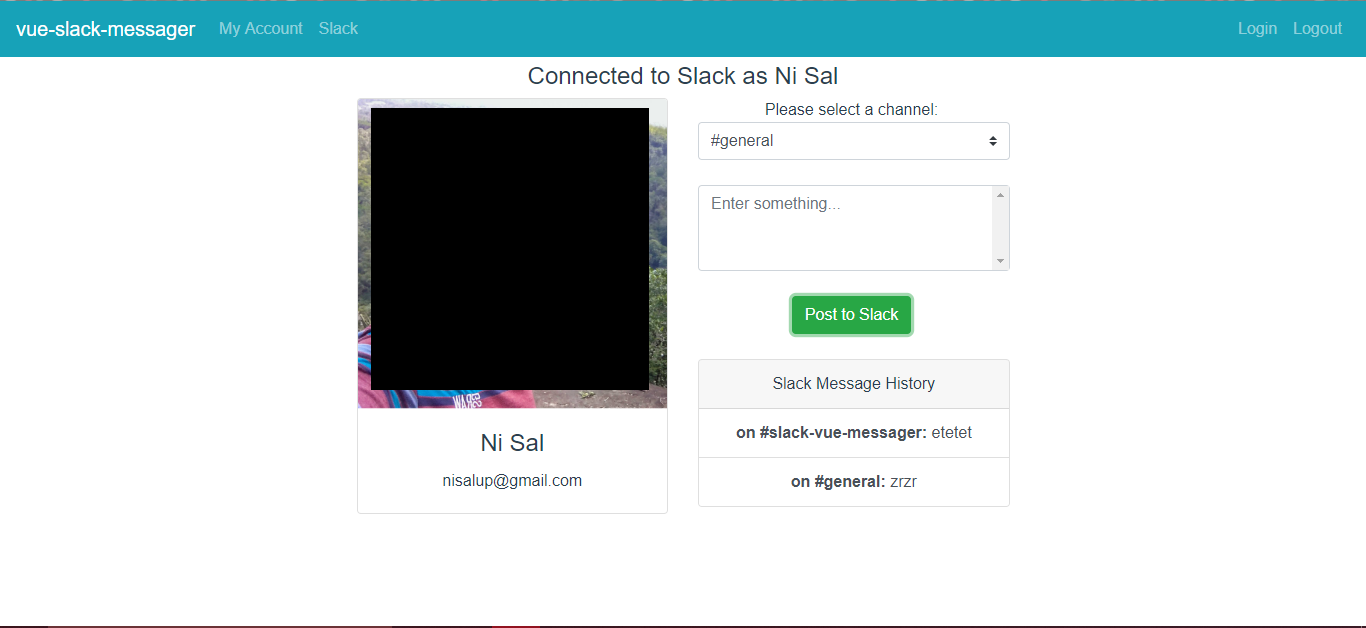 vue-slack-messager My Account Slack Login Logout
Connected to Slack as Ni Sal
Please select a channel:
#general
Enter something...
Post to Slack
Slack Message History
on #slack-vue-messager: etetet
on #general: zrzr
Ni Sal
nisalup@gmail.com